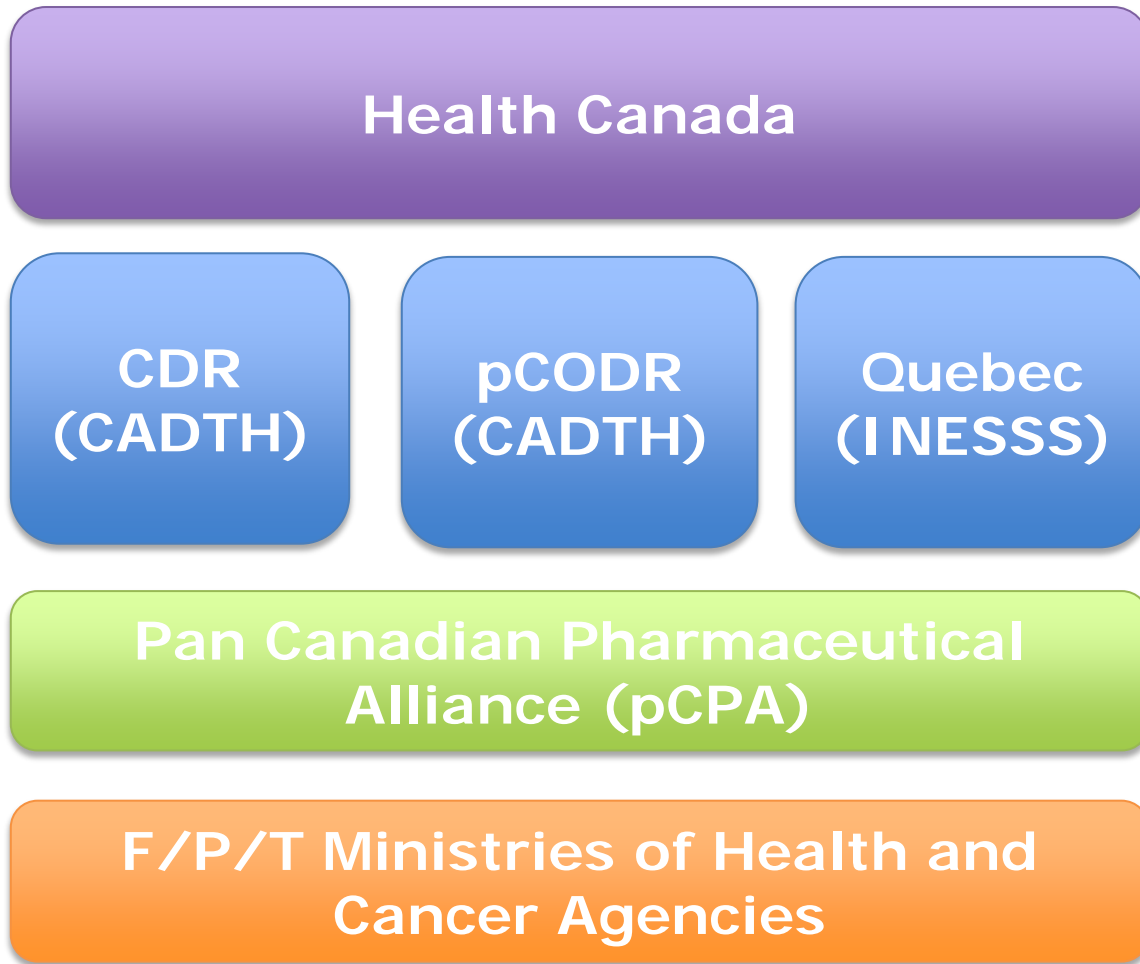 Health Canada
CDR
(CADTH)
pCODR
(CADTH)
Quebec
(INESSS)
Pan Canadian Pharmaceutical
Alliance (pCPA)
F/P/T Ministries of Health and
Cancer Agencies